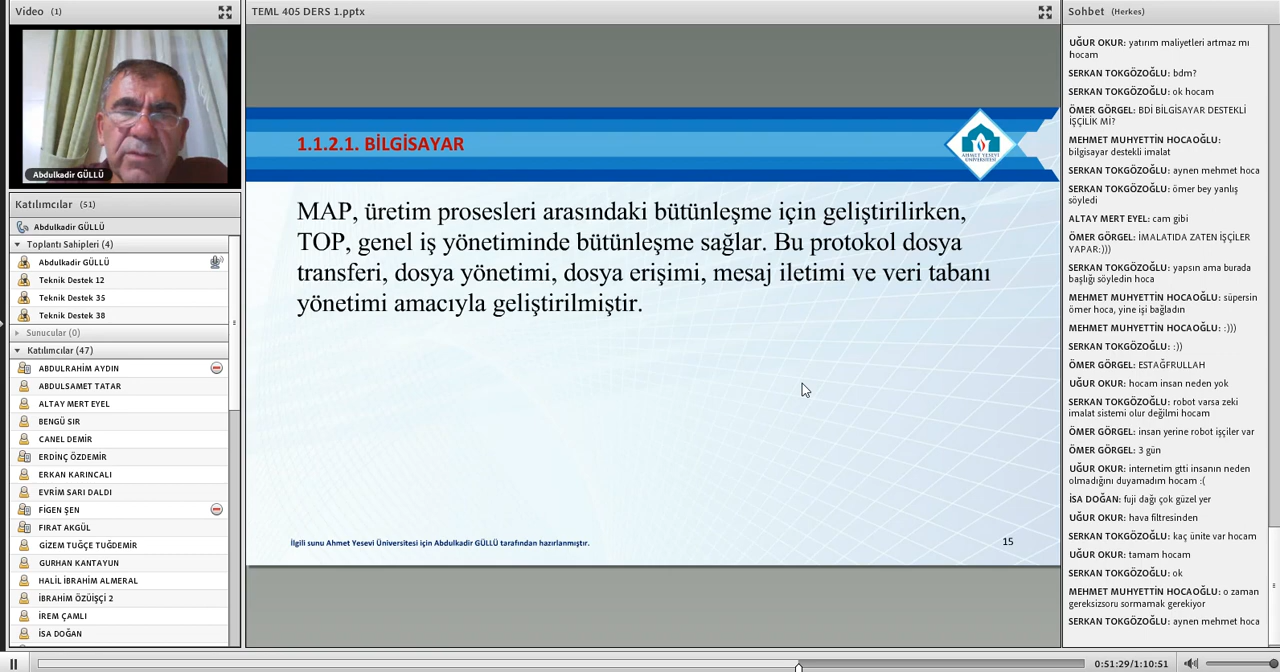 Video (1)
Abdulkadir GÜLLÜ
Katılımcılar (51)
Abdulkadir GÜLLÜ
Toplantı Sahipleri (4)
Abdulkadir GÜLLÜ
Teknik Destek 12
Teknik Destek 35
Teknik Destek 38
Sunucular (0)
Katılımcılar (47)
ABDULRAHİM AYDIN
ABDULSAMET TATAR
ALTAY MERT EYEL
BENGÜ SIR
CANEL DEMİR
ERDİNÇ ÖZDEMİR
ERKAN KARINCALI
EVRİM SARI DALDI
FİGEN ŞEN
FIRAT AKGÜL
GİZEM TUĞÇE TUĞDEMİR
GURHAN KANTAYUN
HALİL İBRAHİM ALMERAL
İBRAHİM ÖZÜİŞÇİ 2
İREM ÇAMLI
İSA DOĞAN
TEML 405 DERS 1.pptx
1.1.2.1. BİLGİSAYAR
AHMET YESEVİ
ÜNİVERSİTESİ
MAP, üretim prosesleri arasındaki bütünleşme için geliştirilirken,
TOP, genel iş yönetiminde bütünleşme sağlar. Bu protokol dosya
transferi, dosya yönetimi, dosya erişimi, mesaj iletimi ve veri tabanı
yönetimi amacıyla geliştirilmiştir.
İlgili sunu Ahmet Yesevi Üniversitesi için Abdulkadir GÜLLÜ tarafından hazırlanmıştır.
15
Sohbet (Herkes)
UĞUR OKUR: yatırım maliyetleri artmaz mı
hocam
SERKAN TOKGÖZOĞLU: bdm?
SERKAN TOKGÖZOĞLU: ok hocam
ÖMER GÖRGEL: BDİ BİLGİSAYAR DESTEKLİ
İŞÇİLİK Mİ?
MEHMET MUHYETTİN HOCAOĞLU:
bilgisayar destekli imalat
SERKAN TOKGÖZOĞLU: aynen mehmet hoca
SERKAN TOKGÖZOĞLU: ömer bey yanlış
söyledi
ALTAY MERT EYEL: cam gibi
ÖMER GÖRGEL: İMALATIDA ZATEN İŞÇİLER
YAPAR:)))
SERKAN TOKGÖZOĞLU: yapsın ama burada
başlığı söyledin hoca
MEHMET MUHYETTİN HOCAOĞLU: süpersin
ömer hoca, yine işi bağladın
MEHMET MUHYETTİN HOCAOĞLU: :)))
SERKAN TOKGÖZOĞLU: :))
ÖMER GÖRGEL: ESTAĞFRULLAH
UĞUR OKUR: hocam insan neden yok
SERKAN TOKGÖZOĞLU: robot varsa zeki
imalat sistemi olur değilmi hocam
ÖMER GÖRGEL: insan yerine robot işçiler var
ÖMER GÖRGEL: 3 gün
UĞUR OKUR: internetim gtti insanın neden
olmadığını duyamadım hocam :(
İSA DOĞAN: fuji dağı çok güzel yer
UĞUR OKUR: hava filtresinden
SERKAN TOKGÖZOĞLU: kaç ünite var hocam
UĞUR OKUR: tamam hocam
SERKAN TOKGÖZOĞLU: ok
MEHMET MUHYETTİN HOCAOĞLU: o zaman
gereksizsoru sormamak gerekiyor
SERKAN TOKGÖZOĞLU: aynen mehmet hoca
0:51:29/1:10:51